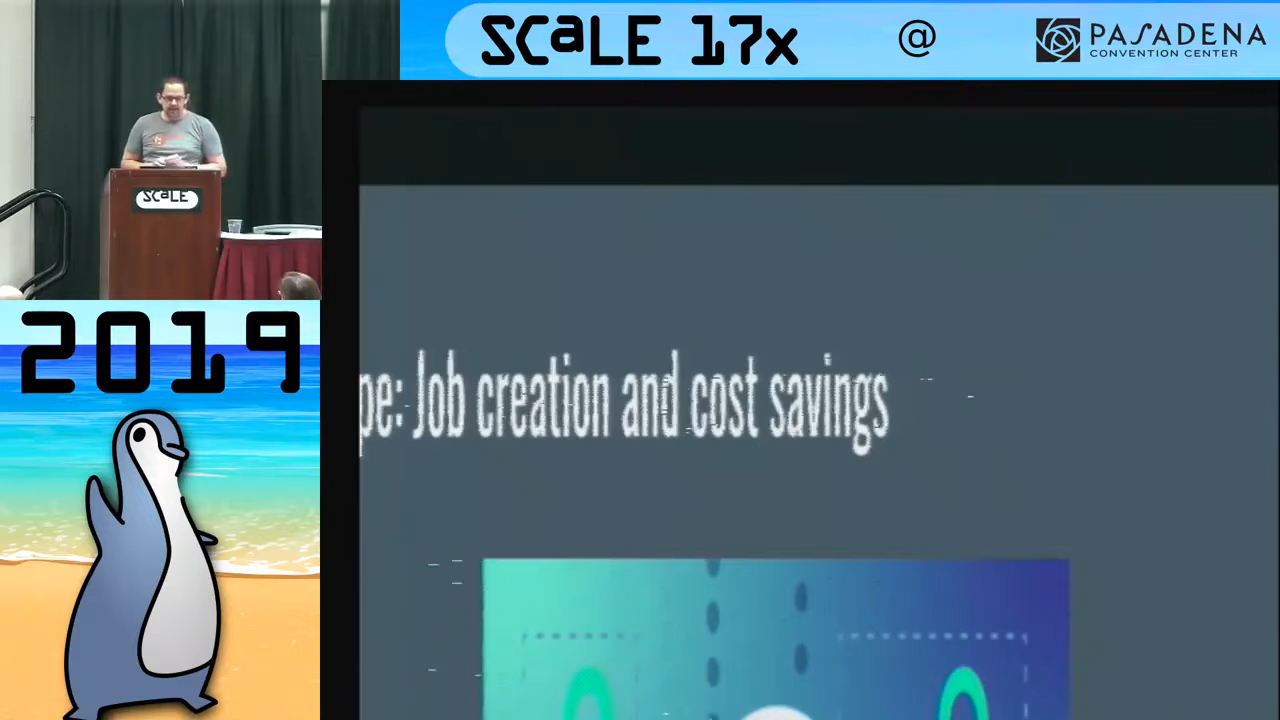 SCaLE 17x
@
PASADENA
CONVENTION CENTER
SCaLE
2019
pe: Job creation and cost savings